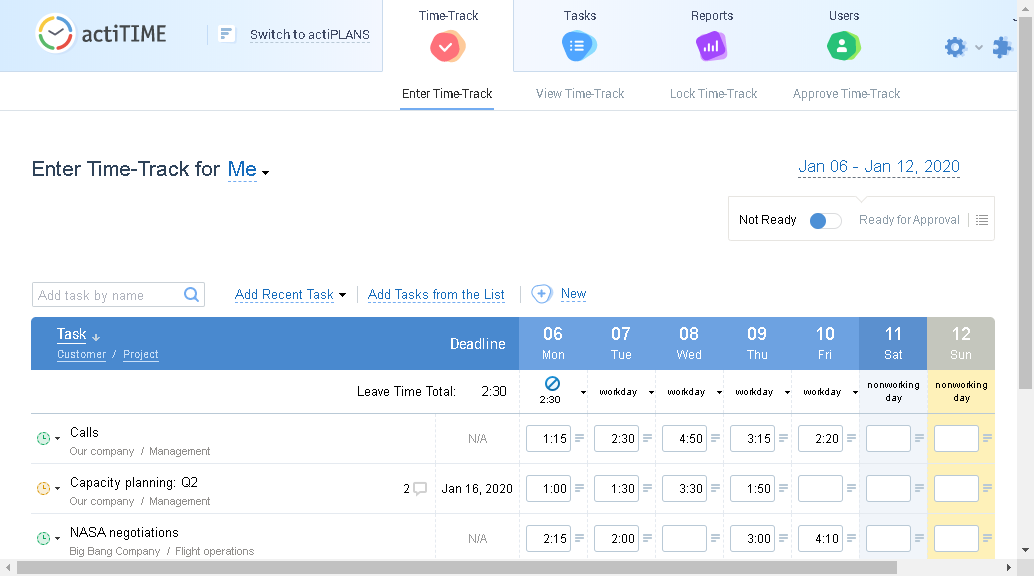 actiTIME
Switch to actiPLANS
Time-Track
Tasks
Reports
Users
Enter Time-Track
View Time-Track
Lock Time-Track
Approve Time-Track
Enter Time-Track for Me
Jan 06 - Jan 12, 2020
Not Ready
Ready for Approval
Add task by name
Add Recent Task
Add Tasks from the List
New
Task
Customer / Project
Deadline
06 07 08 09 10 11 12
Mon Tue Wed Thu Fri Sat Sun
Leave Time Total: 2:30
2:30
workday workday workday workday
nonworking day
nonworking day
Calls
Our company / Management
N/A 1:15 2:30 4:50 3:15 2:20
Capacity planning: Q2
Our company / Management
2 Jan 16, 2020 1:00 1:30 3:30 1:50
NASA negotiations
Big Bang Company / Flight operations
N/A 2:15 2:00 3:00 4:10